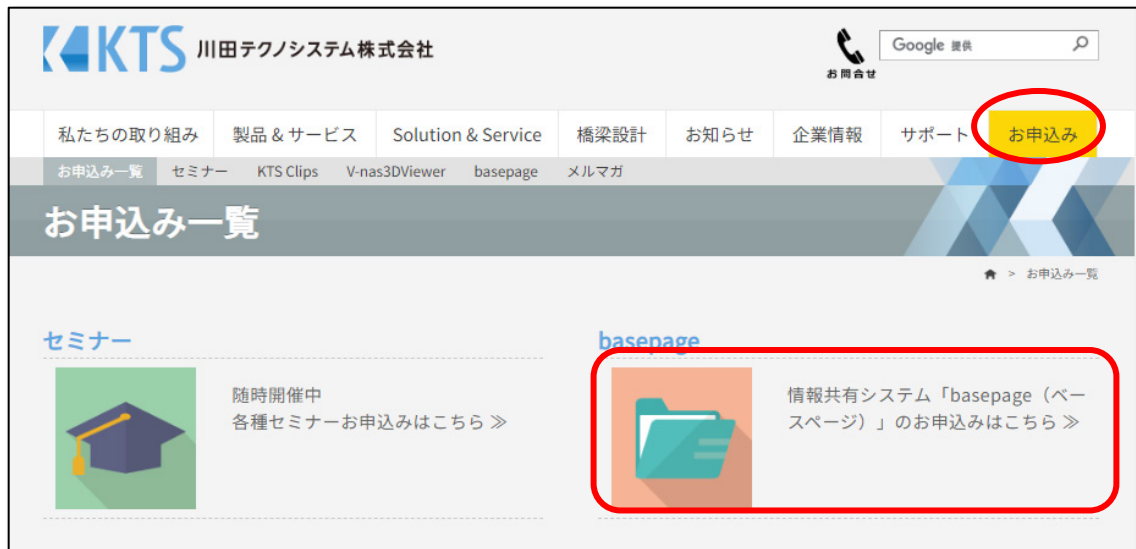 KTS 川田テクノシステム株式会社
お問合せ
Google 提供
私たちの取り組み 製品 & サービス Solution & Service 橋梁設計 お知らせ 企業情報 サポート お申込み
お申込み一覧 セミナー KTS Clips V-nas3DViewer basepage メルマガ
お申込み一覧
> お申込み一覧
セミナー
随時開催中
各種セミナーお申込みはこちら ≫
basepage
情報共有システム「basepage（ベー
スページ）」のお申込みはこちら ≫